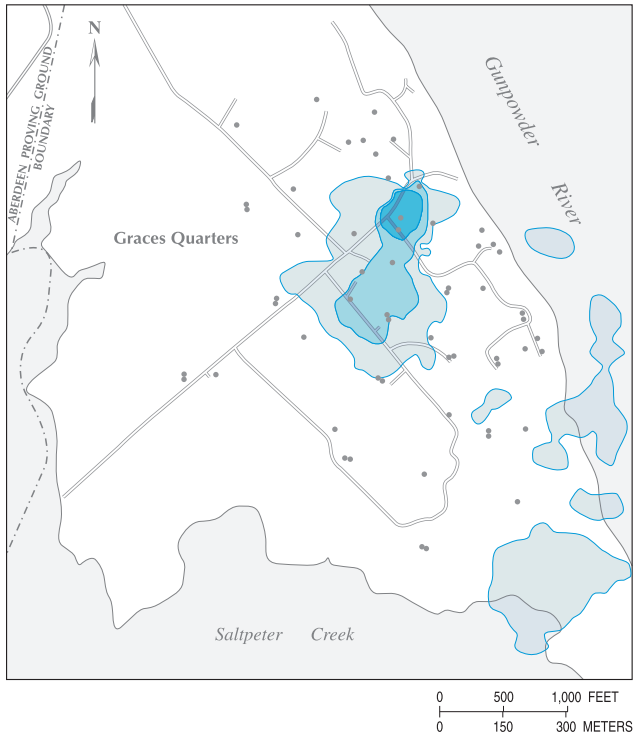 N
ABERDEEN PROVING GROUND
BOUNDARY
Gunpowder
River
Graces Quarters
Saltpeter Creek
0 500 1,000 FEET
0 150 300 METERS